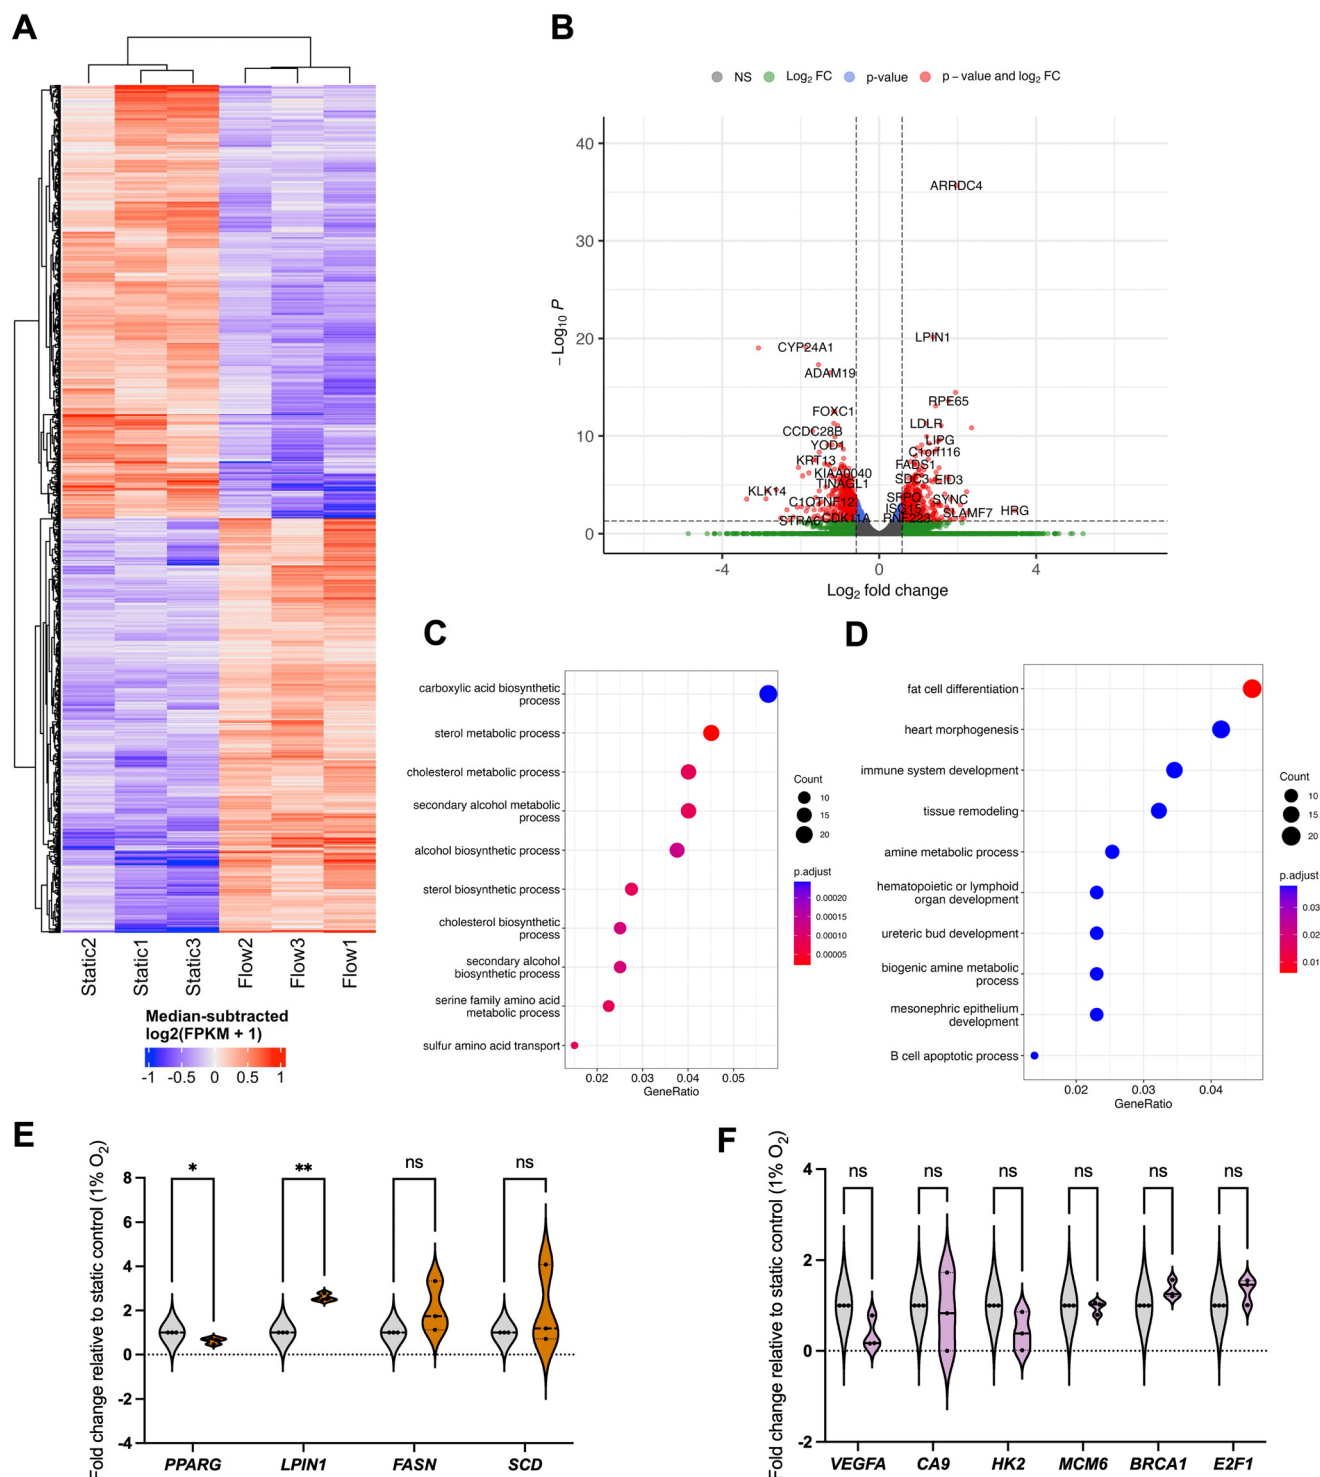 A
Static2
Static1
Static3
Flow2
Flow3
Flow1
Median-subtracted
log2(FPKM + 1)
-1 -0.5 0 0.5 1
B
NS Log2 FC p-value p – value and log2 FC
– Log10 P
40
30
20
10
0
ARRDC4
LPIN1
CYP24A1
ADAM19
RPE65
FOXC1
LDLR
CCDC28B
LIPG
YOD1
C1orf116
KRT13
FADS1
KIAA0040
SDC3
EID3
TINAGL1
KLK14
SYNC
C1QTNF12
ISG15
HRG
SLAMF7
STRA6
CDK11A
RNF223
-4 0 4
Log2 fold change
C
carboxylic acid biosynthetic
process
sterol metabolic process
cholesterol metabolic process
secondary alcohol metabolic
process
alcohol biosynthetic process
sterol biosynthetic process
cholesterol biosynthetic
process
secondary alcohol
biosynthetic process
serine family amino acid
metabolic process
sulfur amino acid transport
0.02 0.03 0.04 0.05
GeneRatio
Count
10
15
20
p.adjust
0.00020
0.00015
0.00010
0.00005
D
fat cell differentiation
heart morphogenesis
immune system development
tissue remodeling
amine metabolic process
hematopoietic or lymphoid
organ development
ureteric bud development
biogenic amine metabolic
process
mesonephric epithelium
development
B cell apoptotic process
0.02 0.03 0.04
GeneRatio
Count
10
15
20
p.adjust
0.03
0.02
0.01
E
Fold change relative to static control (1% O2)
8
6
4
2
0
-2
-4
* ** ns ns
PPARG LPIN1 FASN SCD
F
Fold change relative to static control (1% O2)
4
2
0
-2
ns ns ns ns ns ns
VEGFA CA9 HK2 MCM6 BRCA1 E2F1